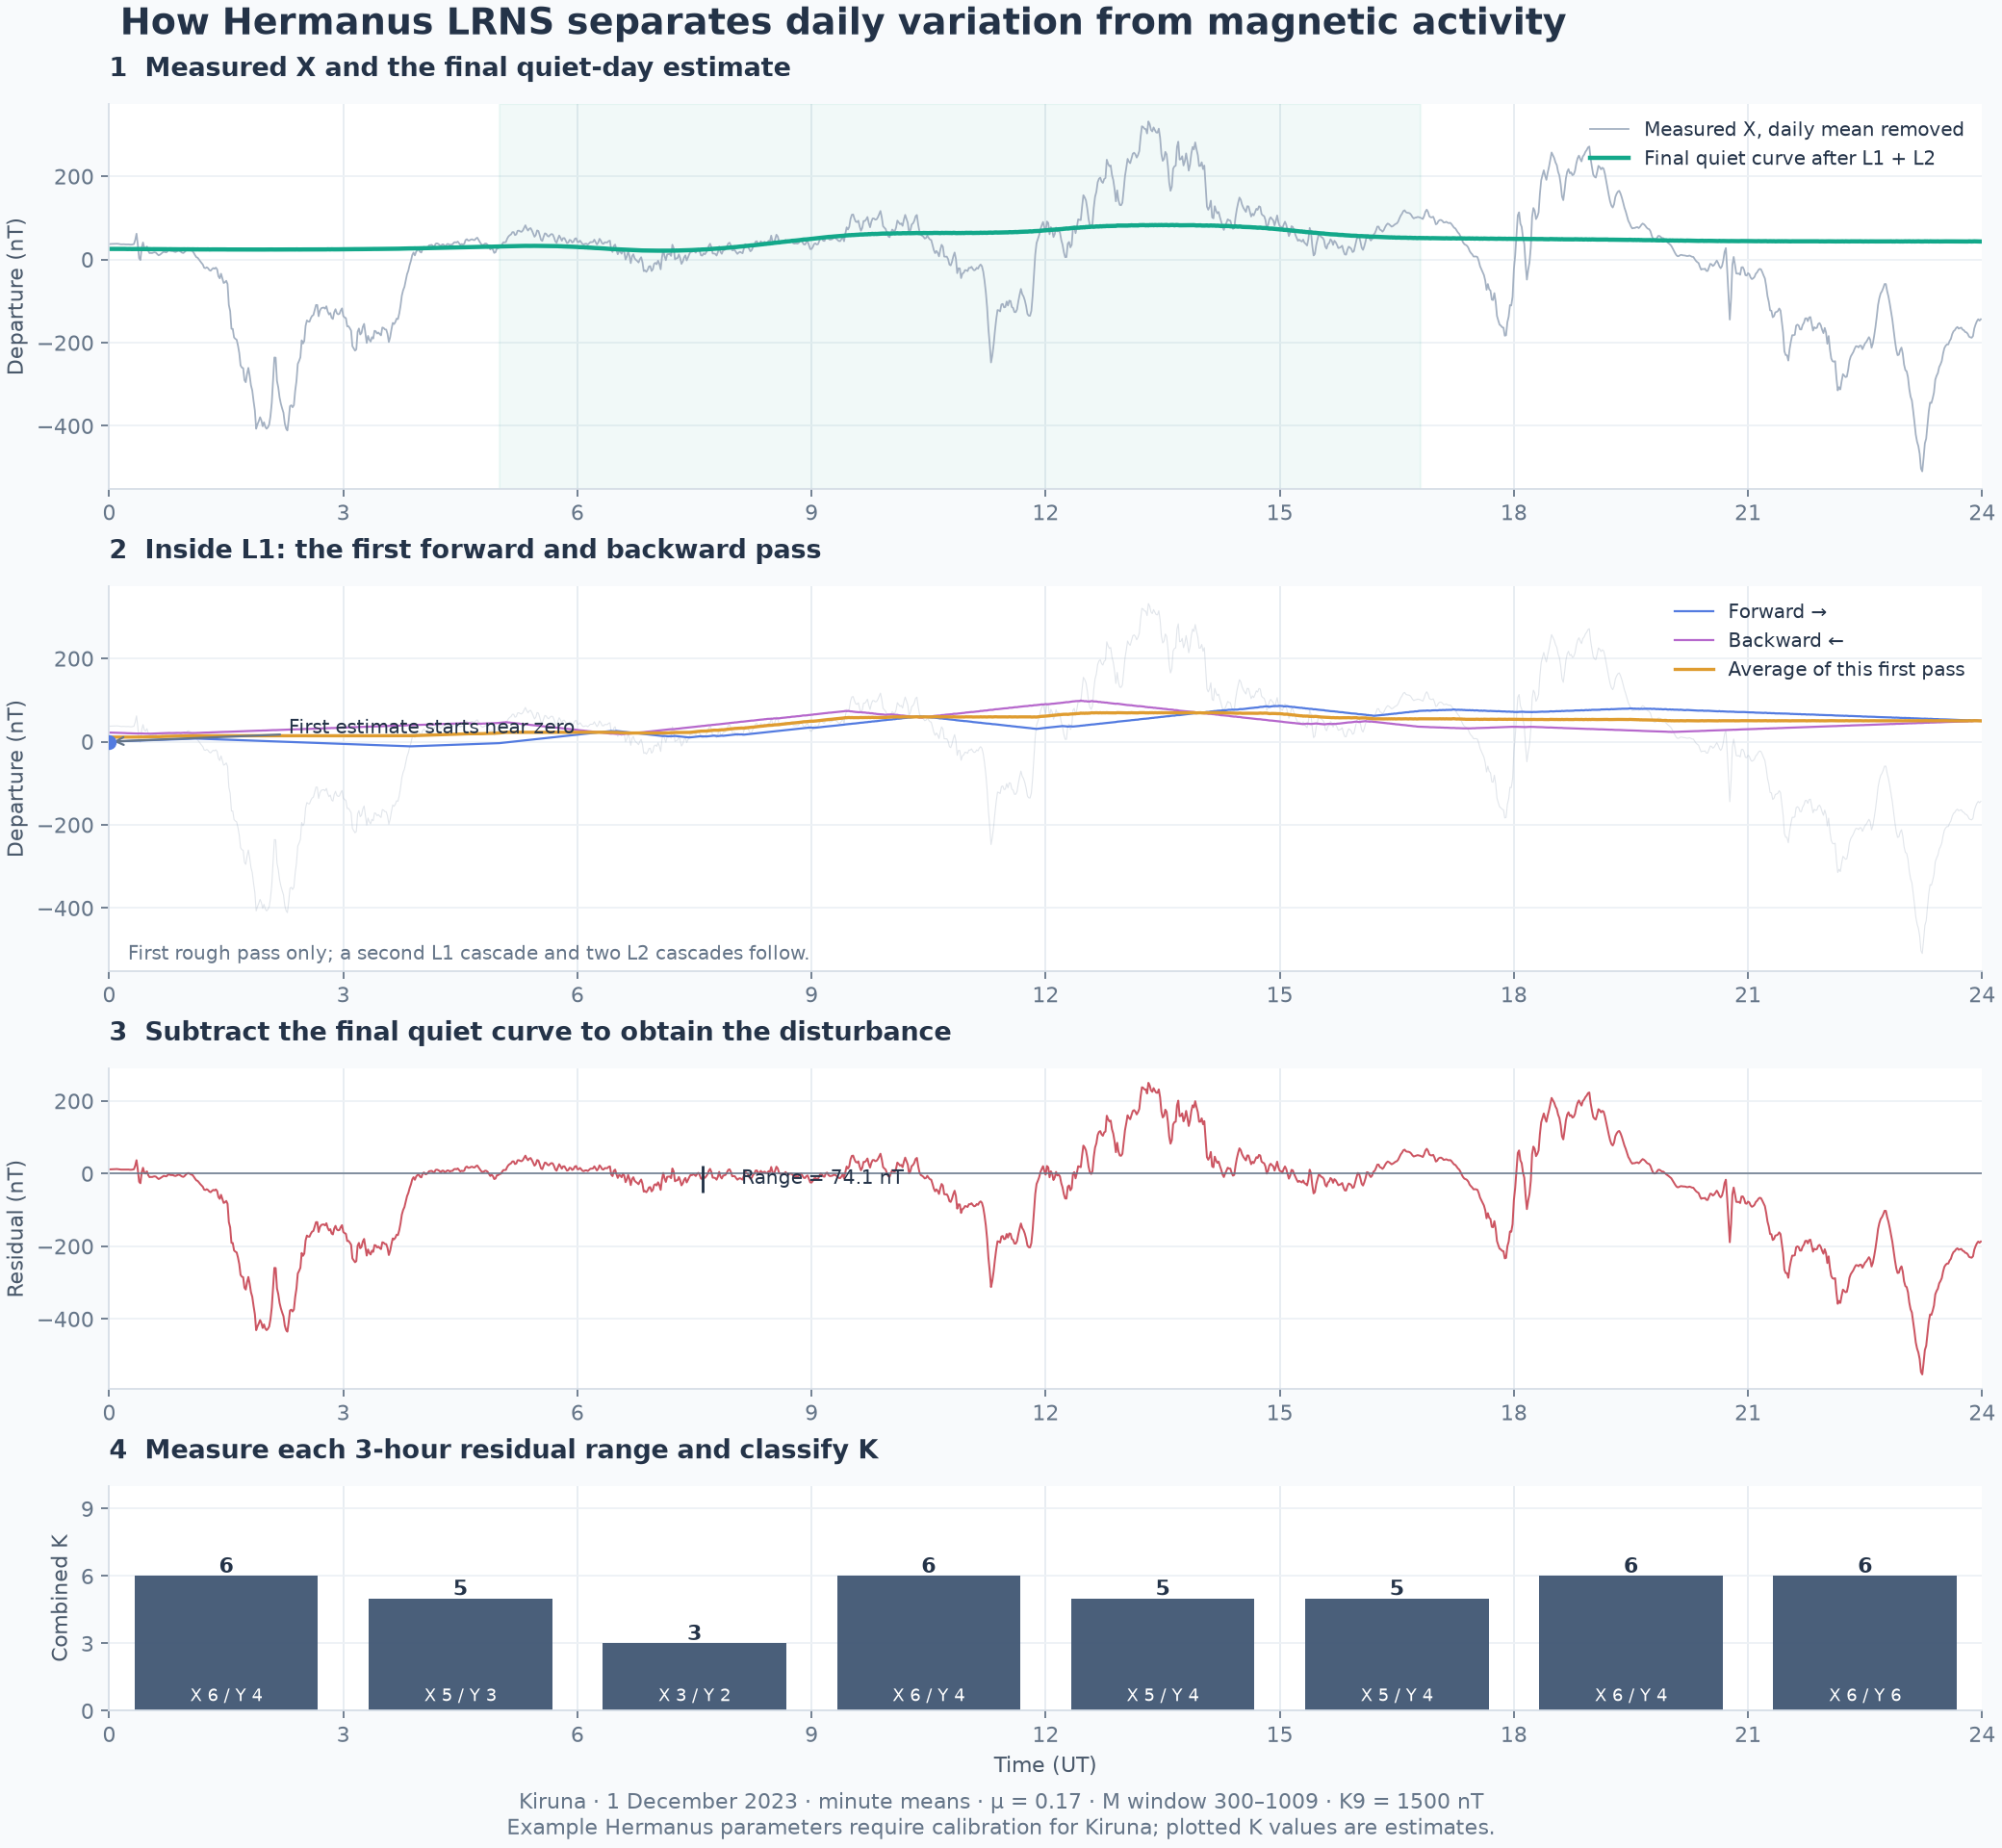 How Hermanus LRNS separates daily variation from magnetic activity
1 Measured X and the final quiet-day estimate
Measured X, daily mean removed
Final quiet curve after L1 + L2
Departure (nT)
200
0
−200
−400
0 3 6 9 12 15 18 21 24
2 Inside L1: the first forward and backward pass
Forward →
Backward ←
Average of this first pass
Departure (nT)
200
0
−200
−400
First estimate starts near zero
First rough pass only; a second L1 cascade and two L2 cascades follow.
0 3 6 9 12 15 18 21 24
3 Subtract the final quiet curve to obtain the disturbance
Residual (nT)
200
0
−200
−400
Range = 74.1 nT
0 3 6 9 12 15 18 21 24
4 Measure each 3-hour residual range and classify K
Combined K
9
6
3
0
6 5 3 6 5 5 6 6
X 6 / Y 4 X 5 / Y 3 X 3 / Y 2 X 6 / Y 4 X 5 / Y 4 X 5 / Y 4 X 6 / Y 4 X 6 / Y 6
0 3 6 9 12 15 18 21 24
Time (UT)
Kiruna · 1 December 2023 · minute means · μ = 0.17 · M window 300–1009 · K9 = 1500 nT
Example Hermanus parameters require calibration for Kiruna; plotted K values are estimates.